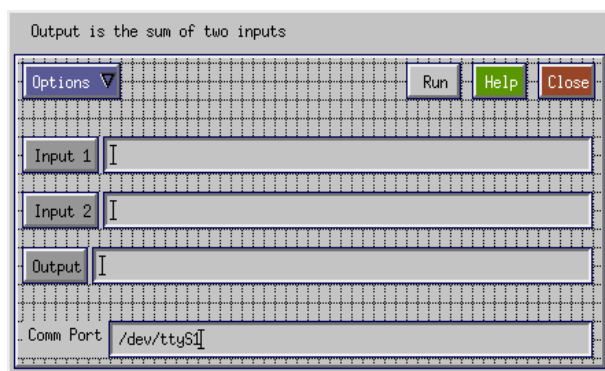 Output is the sum of two inputs
Options Run Help Close
Input 1
Input 2
Output
Comm Port /dev/ttyS1